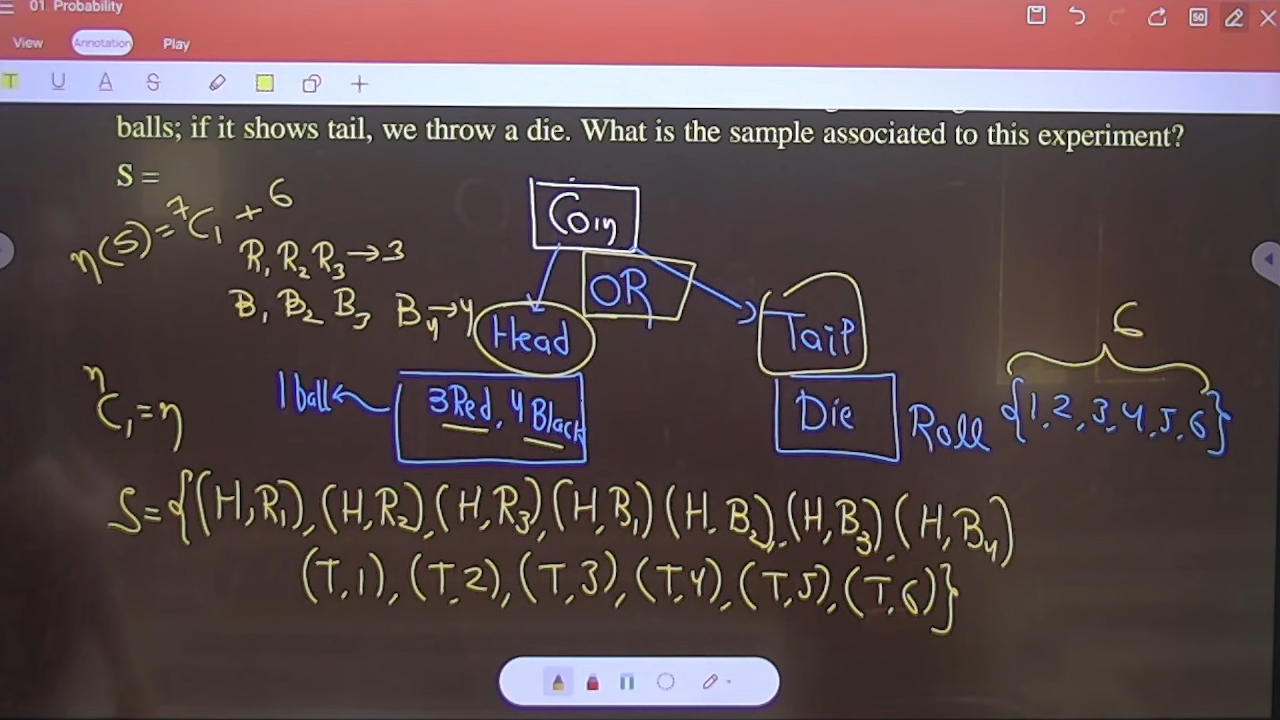 01. Probability
View Annotation Play
T U A S
50
balls; if it shows tail, we throw a die. What is the sample associated to this experiment?
S =
η(S) = ⁷C₁ + 6
Coin
R₁ R₂ R₃ → 3
OR
B₁ B₂ B₃ B₄ → 4
Head
Tail
6
ⁿC₁ = n
1 ball ← 3 Red, 4 Black
Die Roll {1, 2, 3, 4, 5, 6}
S = {(H, R₁), (H, R₂), (H, R₃), (H, B₁) (H, B₂), (H, B₃), (H, B₄)
(T, 1), (T, 2), (T, 3), (T, 4), (T, 5), (T, 6)}